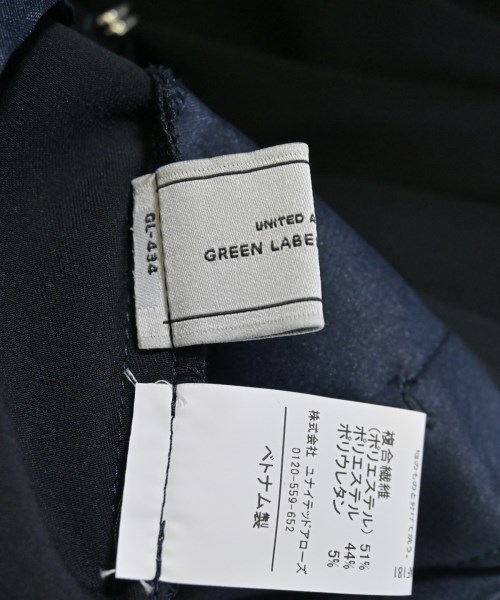 GL-434
UNITED A
GREEN LABE
複合繊維
(ポリエステル) 51%
ポリエステル 44%
ポリウレタン 5%
株式会社 ユナイテッドアローズ
0120-559-652
ベトナム製